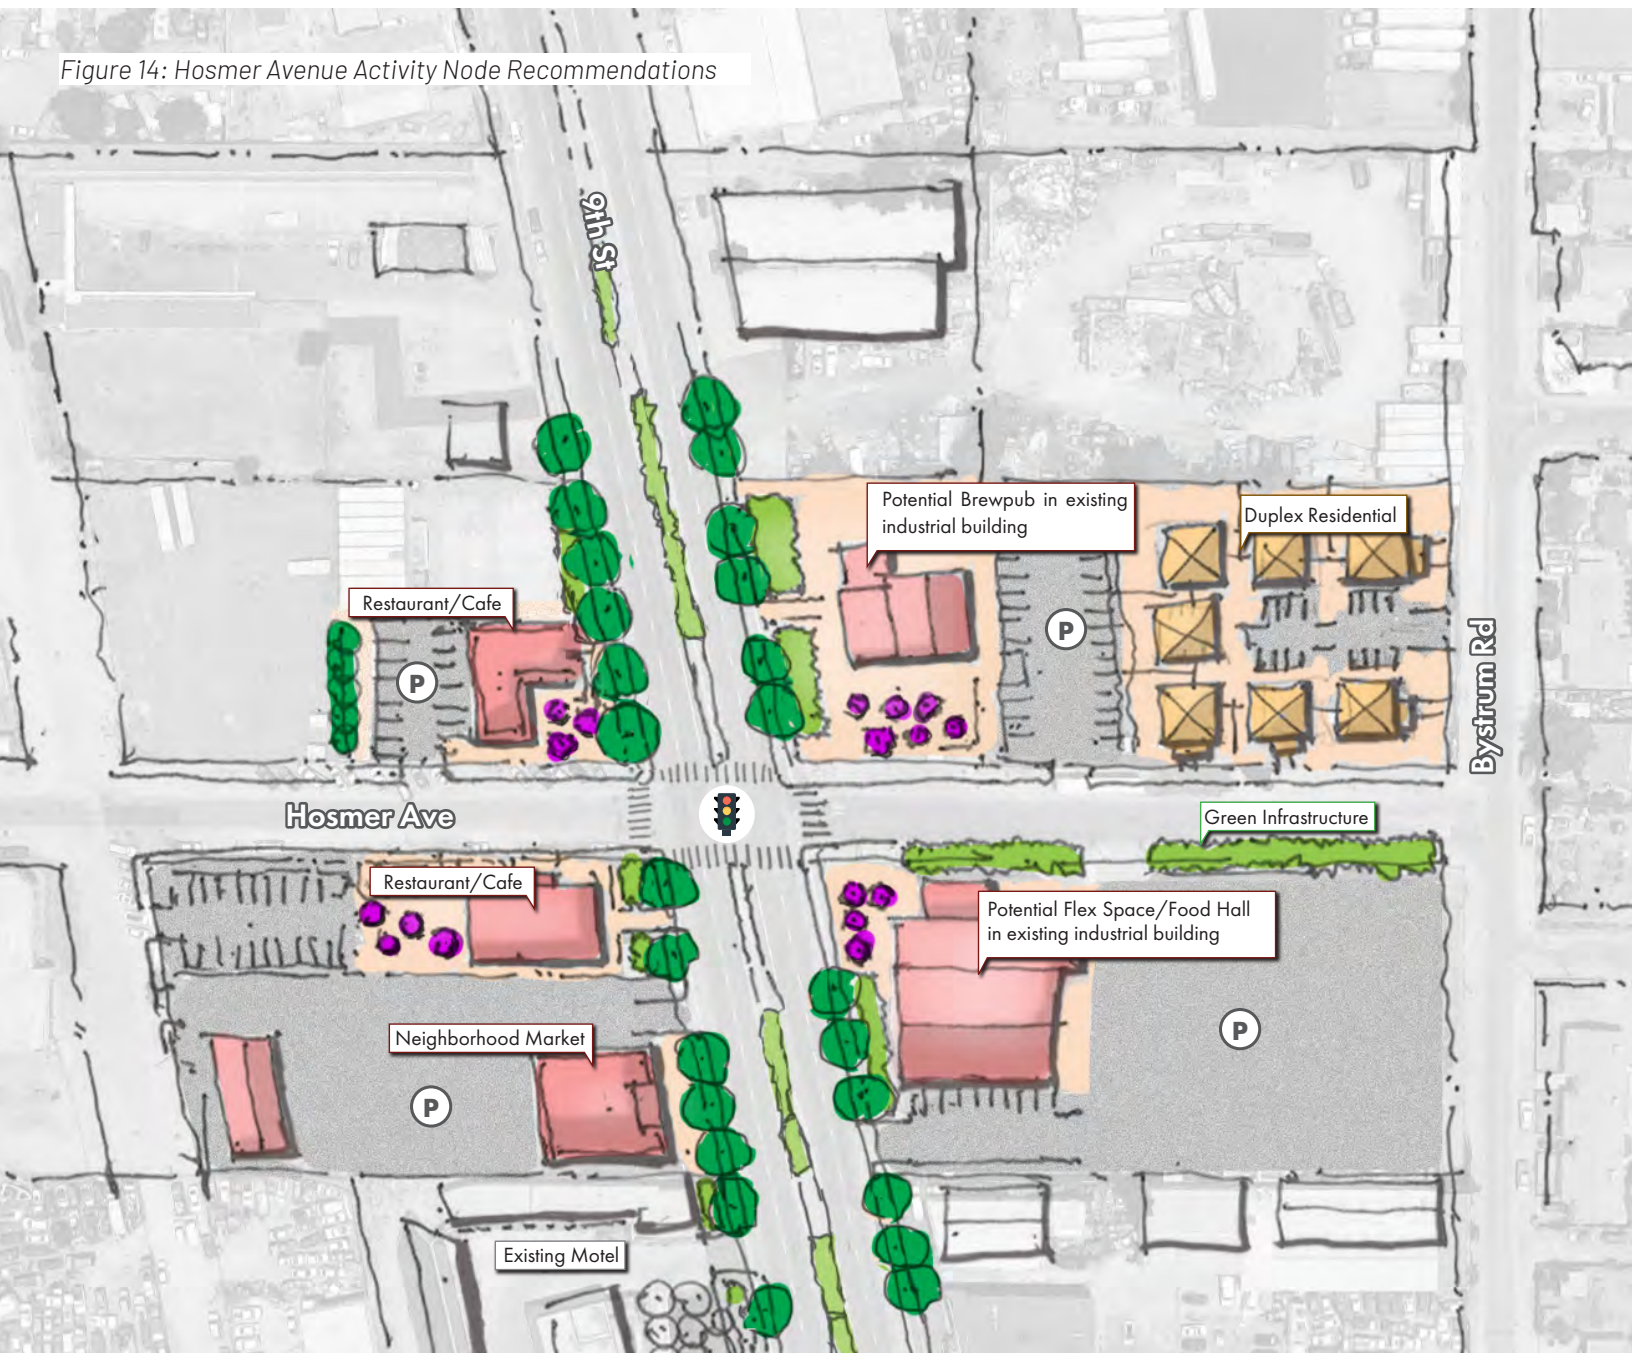 Figure 14: Hosmer Avenue Activity Node Recommendations
9th St
Potential Brewpub in existing
industrial building
Duplex Residential
Restaurant/Cafe
P
P
Bystrum Rd
Hosmer Ave
Green Infrastructure
Restaurant/Cafe
Potential Flex Space/Food Hall
in existing industrial building
Neighborhood Market
P
P
Existing Motel